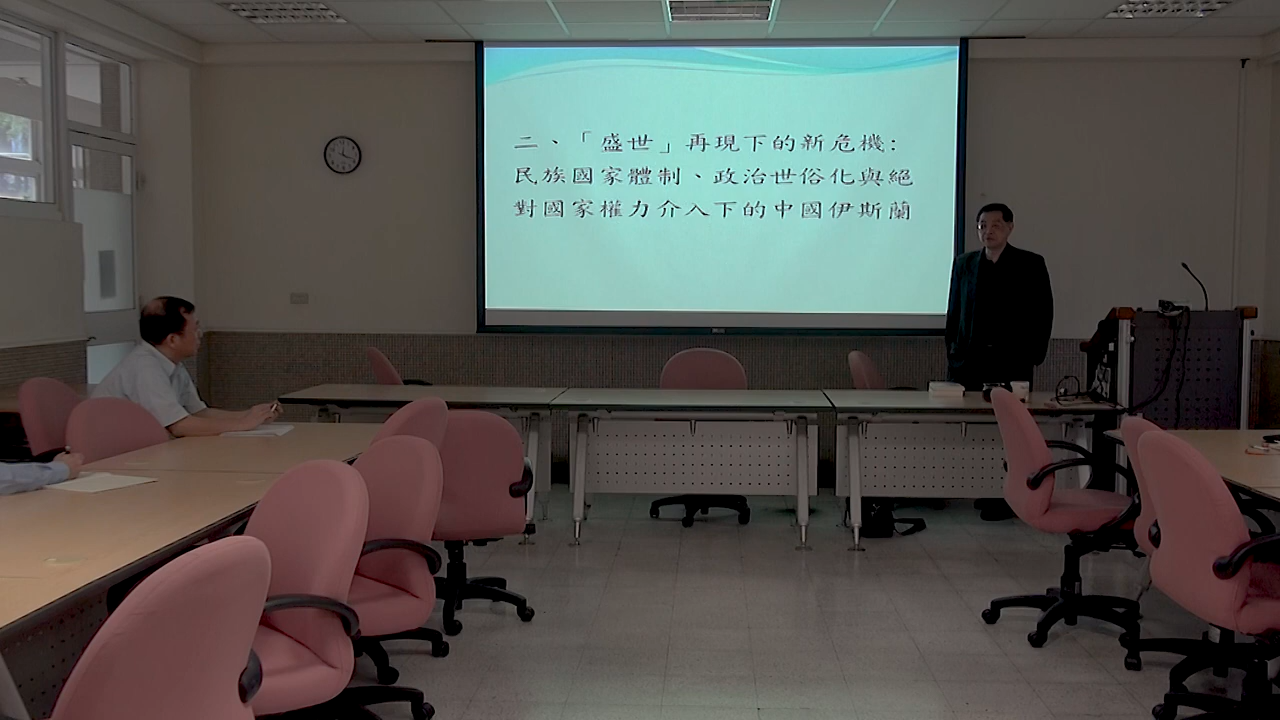 二、「盛世」再現下的新危機:
民族國家體制、政治世俗化與絕
對國家權力介入下的中國伊斯蘭